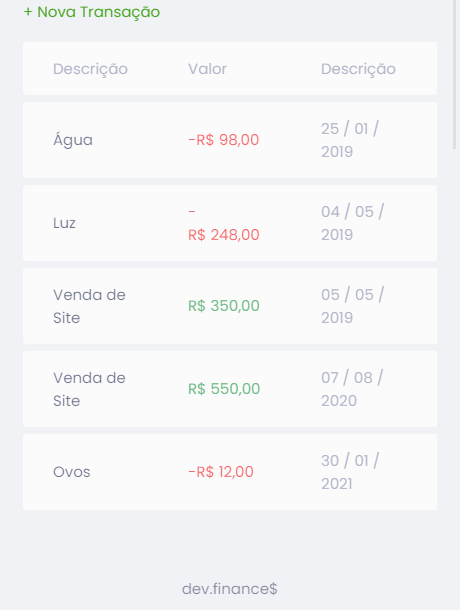 + Nova Transação
Descrição Valor Descrição
Água -R$ 98,00 25 / 01 /
2019
Luz -
R$ 248,00 04 / 05 /
2019
Venda de
Site R$ 350,00 05 / 05 /
2019
Venda de
Site R$ 550,00 07 / 08 /
2020
Ovos -R$ 12,00 30 / 01 /
2021
dev.finance$